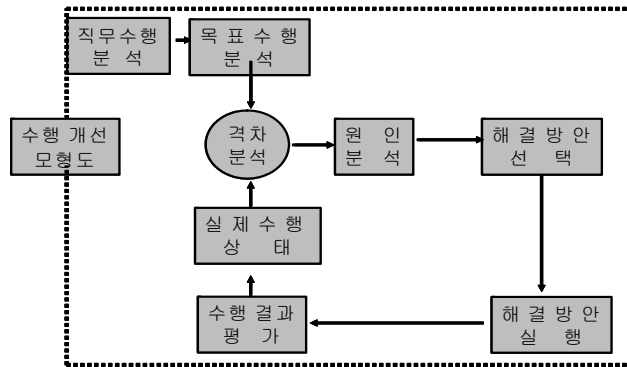 직무수행
분 석
목 표 수 행
분 석
수행 개선
모형도
격차
분석
원 인
분 석
해 결 방 안
선 택
실 제 수 행
상 태
수행 결과
평 가
해 결 방 안
실 행